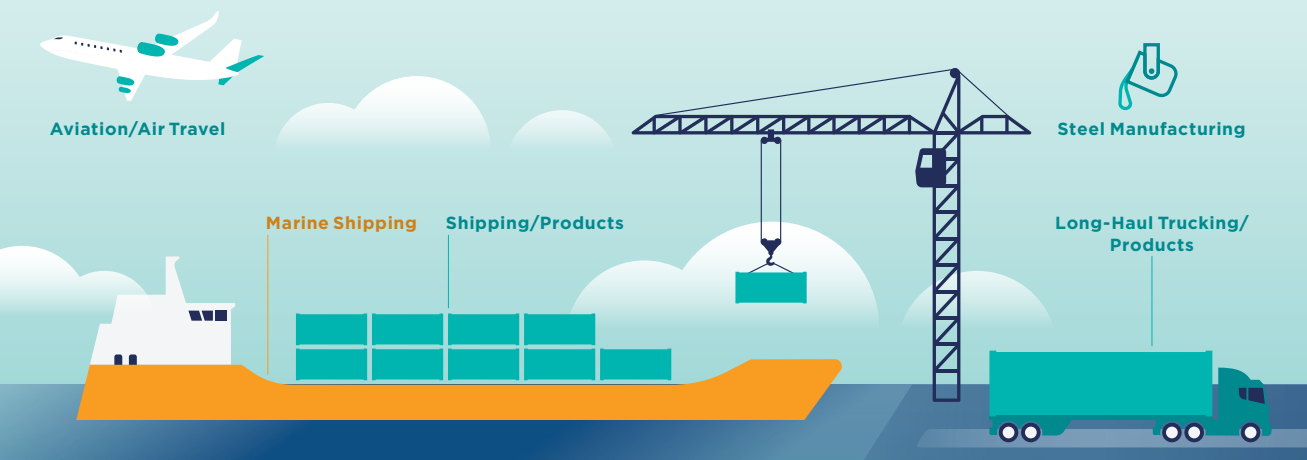 Aviation/Air Travel
Steel Manufacturing
Marine Shipping
Shipping/Products
Long-Haul Trucking/
Products